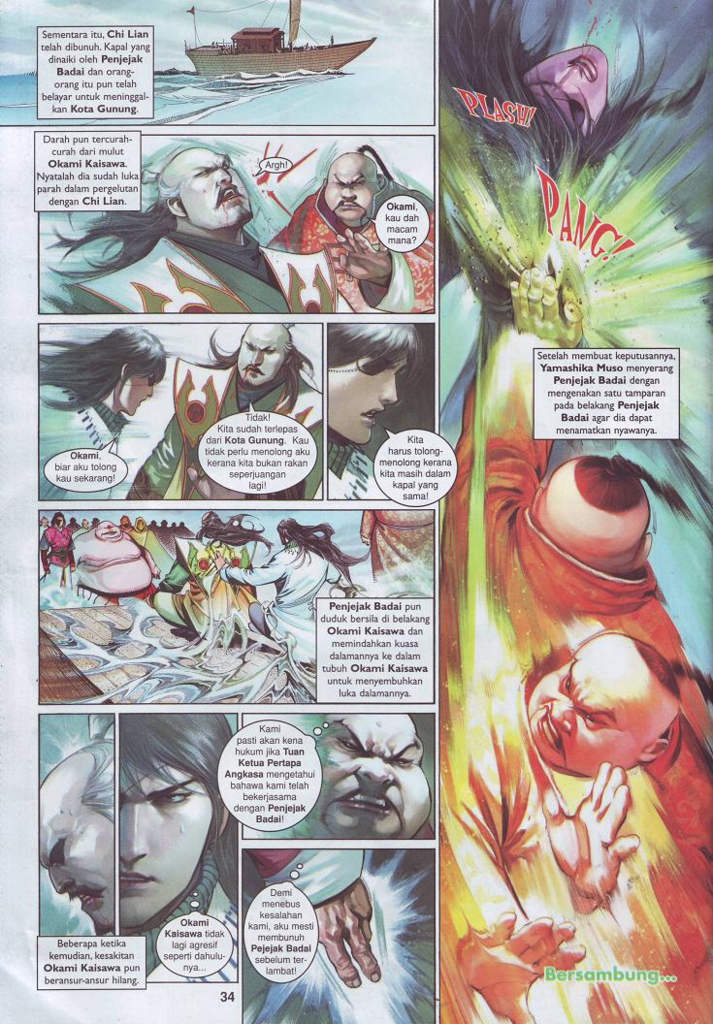 Sementara itu, Chi Lian
telah dibunuh. Kapal yang
dinaiki oleh Penjejak
Badai dan orang-
orang itu pun telah
belayar untuk meninggal-
kan Kota Gunung.
Darah pun tercurah-
curah dari mulut
Okami Kaisawa.
Nyatalah dia sudah luka
parah dalam pergelutan
dengan Chi Lian.
Argh!
Okami,
kau dah
macam
mana?
Okami,
biar aku tolong
kau sekarang!
Tidak!
Kita sudah terlepas
dari Kota Gunung. Kau
tidak perlu menolong aku
kerana kita bukan rakan
seperjuangan
lagi!
Kita
harus tolong-
menolong kerana
kita masih dalam
kapal yang
sama!
Penjejak Badai pun
duduk bersila di belakang
Okami Kaisawa dan
memindahkan kuasa
dalamannya ke dalam
tubuh Okami Kaisawa
untuk menyembuhkan
luka dalamannya.
Beberapa ketika
kemudian, kesakitan
Okami Kaisawa pun
beransur-ansur hilang.
Okami
Kaisawa tidak
lagi agresif
seperti dahulu-
nya...
Kami
pasti akan kena
hukum jika Tuan
Ketua Pertapa
Angkasa mengetahui
bahawa kami telah
bekerjasama
dengan Penjejak
Badai!
Demi
menebus
kesalahan
kami, aku mesti
membunuh
Pejejak Badai
sebelum ter-
lambat!
PLASH!
PANG!
Setelah membuat keputusannya,
Yamashika Muso menyerang
Penjejak Badai dengan
mengenakan satu tamparan
pada belakang Penjejak
Badai agar dia dapat
menamatkan nyawanya.
Bersambung...
34